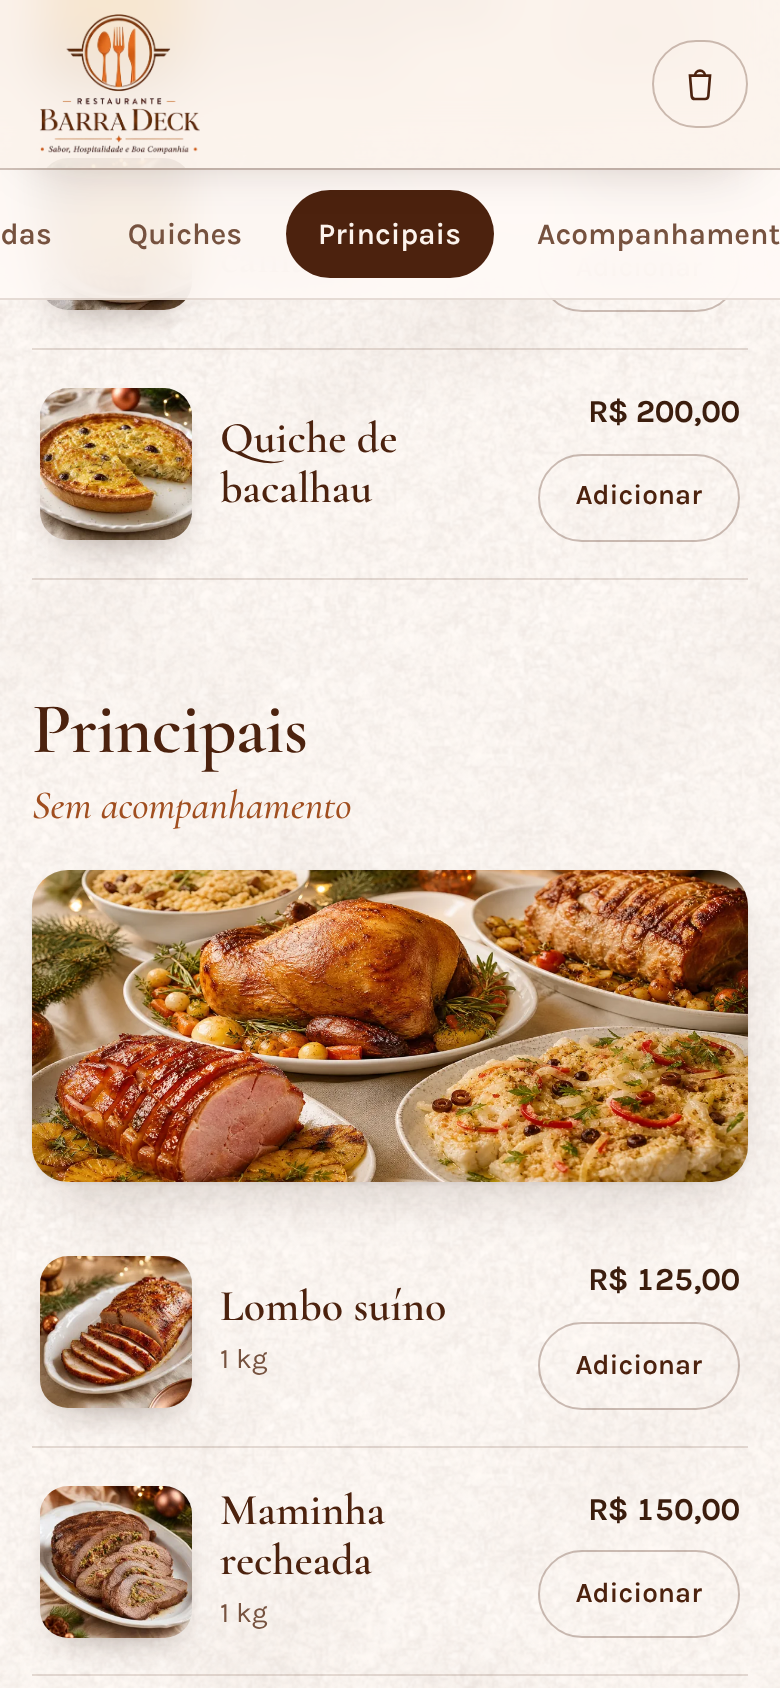 RESTAURANTE
BARRA DECK
Sabor, Hospitalidade e Boa Companhia
das
Quiches
Principais
Acompanhament
Quiche de
bacalhau
R$ 200,00
Adicionar
Principais
Sem acompanhamento
Lombo suíno
1 kg
R$ 125,00
Adicionar
Maminha
recheada
1 kg
R$ 150,00
Adicionar